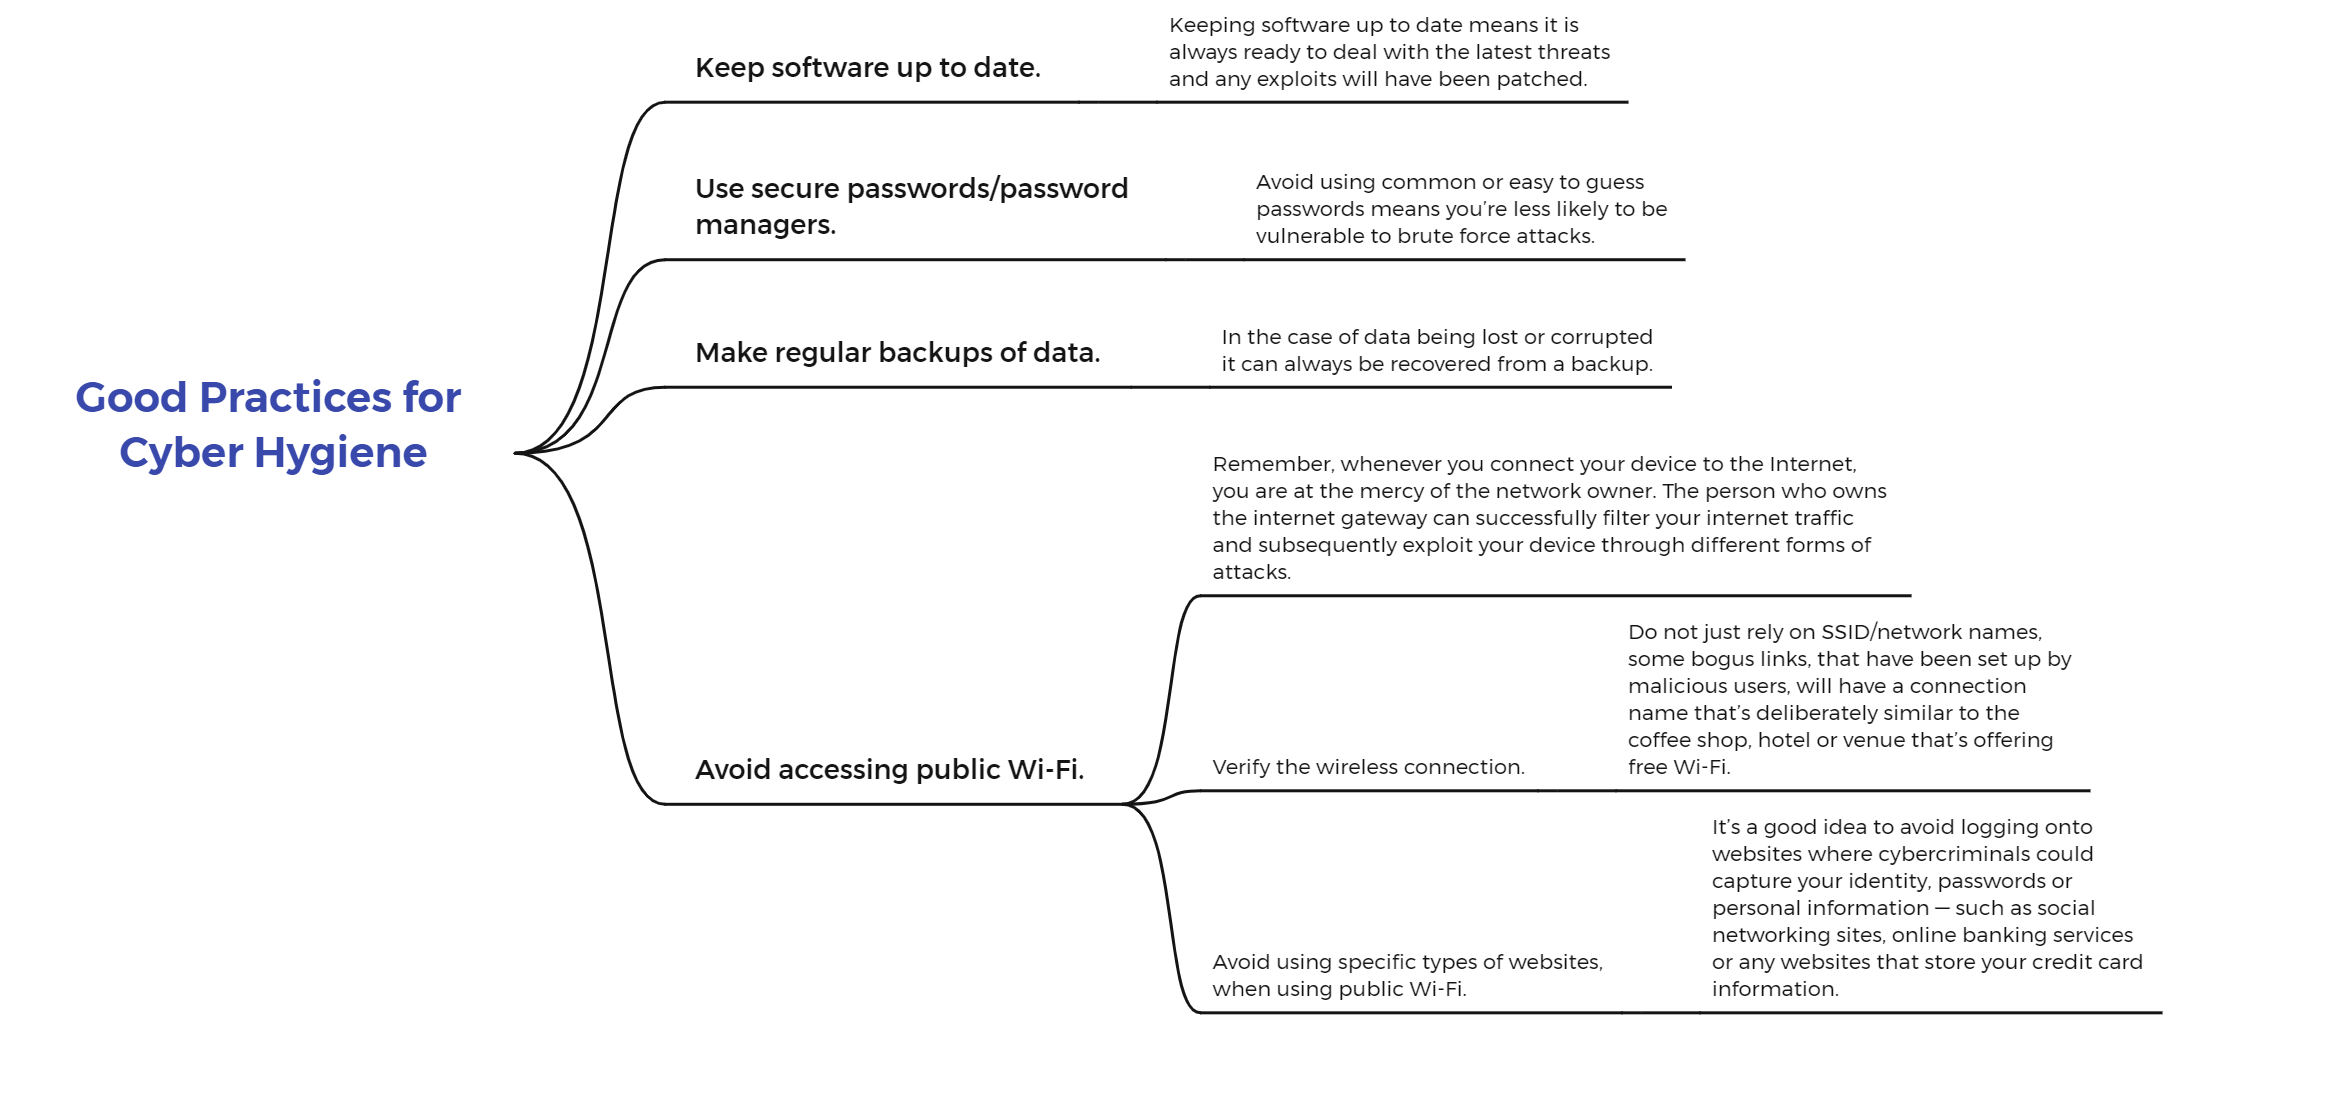 Good Practices for
Cyber Hygiene
Keep software up to date.
Keeping software up to date means it is
always ready to deal with the latest threats
and any exploits will have been patched.
Use secure passwords/password
managers.
Avoid using common or easy to guess
passwords means you're less likely to be
vulnerable to brute force attacks.
Make regular backups of data.
In the case of data being lost or corrupted
it can always be recovered from a backup.
Avoid accessing public Wi-Fi.
Remember, whenever you connect your device to the Internet,
you are at the mercy of the network owner. The person who owns
the internet gateway can successfully filter your internet traffic
and subsequently exploit your device through different forms of
attacks.
Verify the wireless connection.
Do not just rely on SSID/network names,
some bogus links, that have been set up by
malicious users, will have a connection
name that's deliberately similar to the
coffee shop, hotel or venue that's offering
free Wi-Fi.
Avoid using specific types of websites,
when using public Wi-Fi.
It's a good idea to avoid logging onto
websites where cybercriminals could
capture your identity, passwords or
personal information — such as social
networking sites, online banking services
or any websites that store your credit card
information.